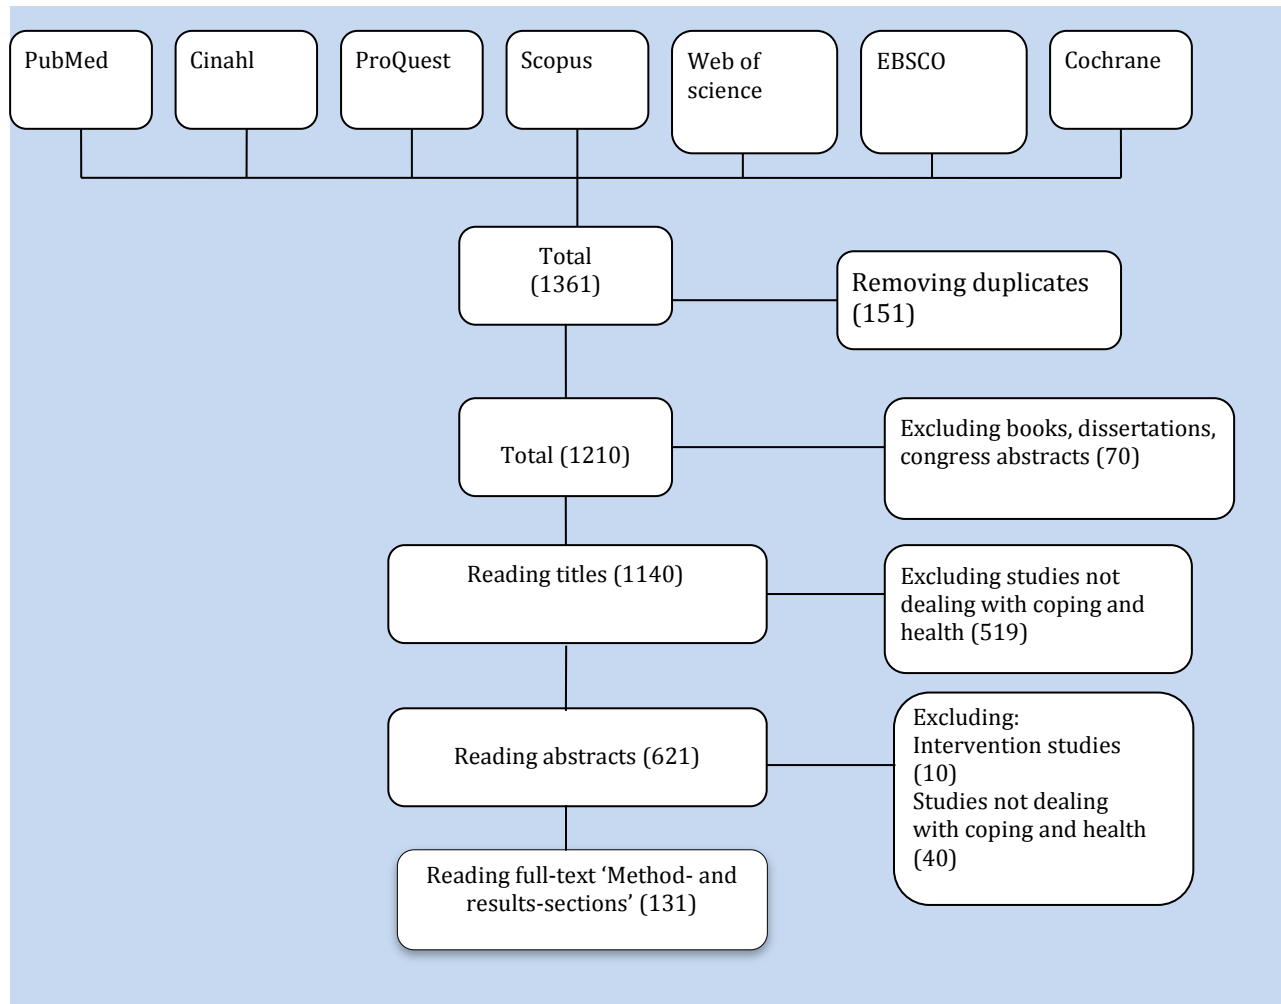 PubMed
Cinahl
ProQuest
Scopus
Web of
science
EBSCO
Cochrane
Total
(1361)
Removing duplicates
(151)
Total (1210)
Excluding books, dissertations,
congress abstracts (70)
Reading titles (1140)
Excluding studies not
dealing with coping and
health (519)
Reading abstracts (621)
Excluding:
Intervention studies
(10)
Studies not dealing
with coping and health
(40)
Reading full-text ‘Method- and
results-sections’ (131)